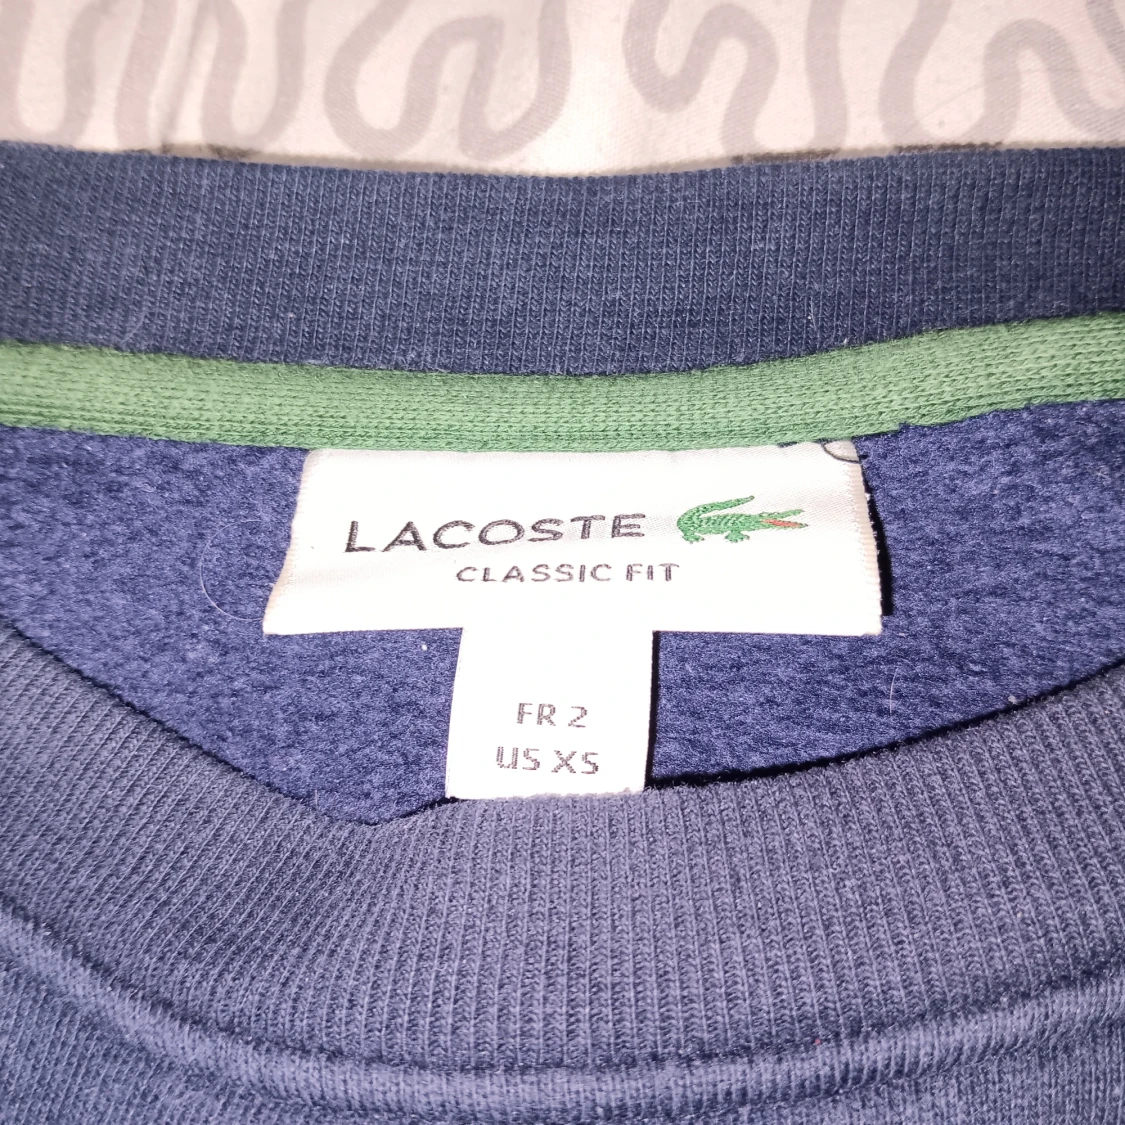 LACOSTE
CLASSIC FIT
FR 2
US XS